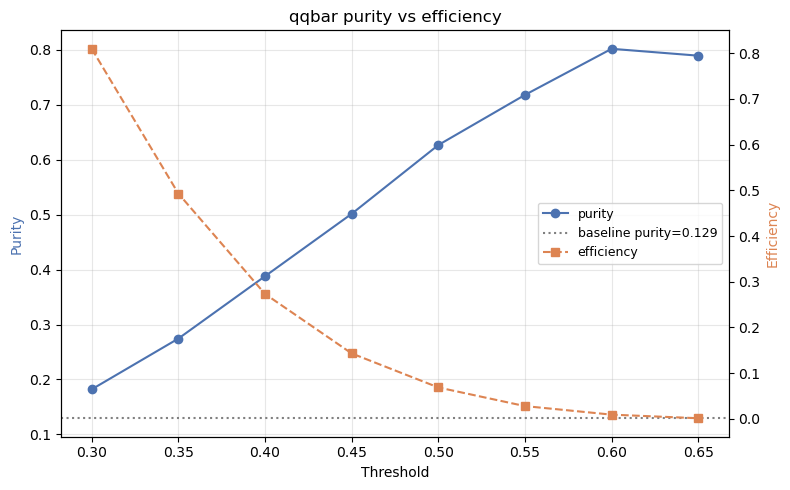 qqbar purity vs efficiency
Purity
0.8
0.7
0.6
0.5
0.4
0.3
0.2
0.1
0.8
0.7
0.6
0.5
0.4
0.3
0.2
0.1
0.0
Efficiency
purity
baseline purity=0.129
efficiency
0.30 0.35 0.40 0.45 0.50 0.55 0.60 0.65
Threshold